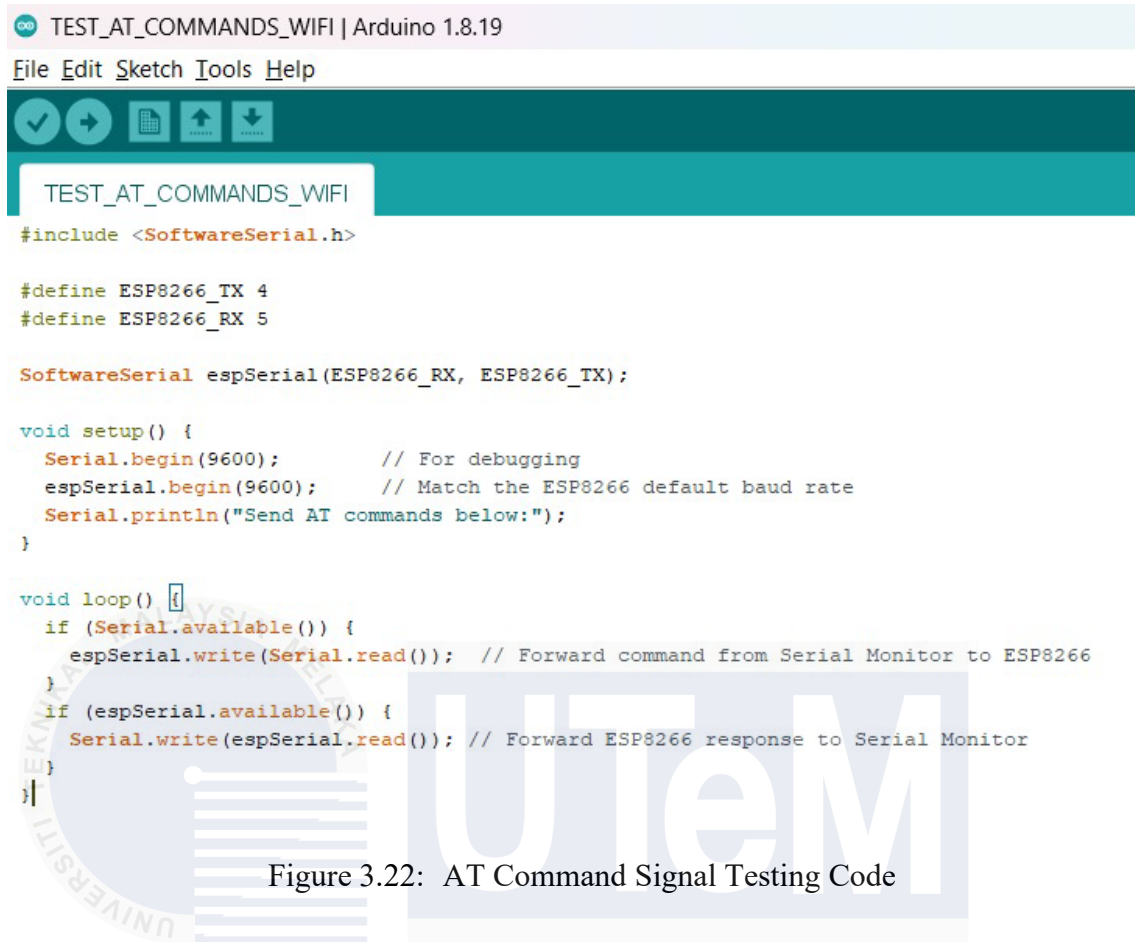 TEST_AT_COMMANDS_WIFI | Arduino 1.8.19
File Edit Sketch Tools Help
TEST_AT_COMMANDS_WIFI
#include <SoftwareSerial.h>
#define ESP8266_TX 4
#define ESP8266_RX 5
SoftwareSerial espSerial(ESP8266_RX, ESP8266_TX);
void setup() {
  Serial.begin(9600);        // For debugging
  espSerial.begin(9600);     // Match the ESP8266 default baud rate
  Serial.println("Send AT commands below:");
}
void loop() {
  if (Serial.available()) {
    espSerial.write(Serial.read());  // Forward command from Serial Monitor to ESP8266
  }
  if (espSerial.available()) {
    Serial.write(espSerial.read()); // Forward ESP8266 response to Serial Monitor
  }
}
UNIVERSITI TEKNIKAL MALAYSIA MELAKA
UTeM
Figure 3.22: AT Command Signal Testing Code